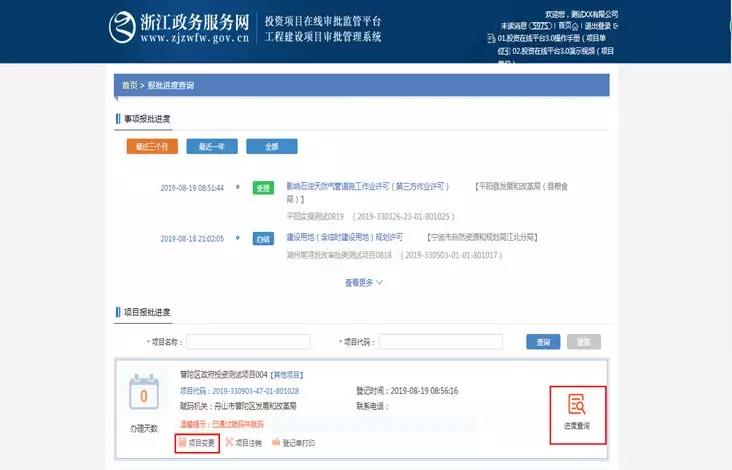 浙江政务服务网
www.zjzwfw.gov.cn
投资项目在线审批监管平台
工程建设项目审批管理系统
欢迎您，测试XX有限公司
未读消息（5975）| 首页 | 退出登录
01.投资在线平台3.0操作手册（项目单
位） 02.投资在线平台3.0演示视频（项目
单位）
首页 > 报批进度查询
事项报批进度
最近三个月 最近一年 全部
2019-08-19 08:51:44 受理 影响石油天然气管道施工作业许可（第三方作业许可） 【平阳县发展和改革局（县粮食
局）】
平阳实操测试0819 （2019-330326-23-01-801025）
2019-08-18 21:02:05 办结 建设用地（含临时建设用地）规划许可 【宁波市自然资源和规划局江北分局】
湖州南浔发改审批类测试项目0818 （2019-330503-01-01-801017）
查看更多
项目报批进度
* 项目名称： * 项目代码： 查询 重置
普陀区政府投资测试项目004【其他项目】
0
办理天数
项目代码：2019-330903-47-01-801028 登记时间：2019-08-19 08:56:16
赋码机关：舟山市普陀区发展和改革局 联系电话：
温馨提示：已通过赋码并赋码
项目变更 项目注销 登记单打印
进度查询